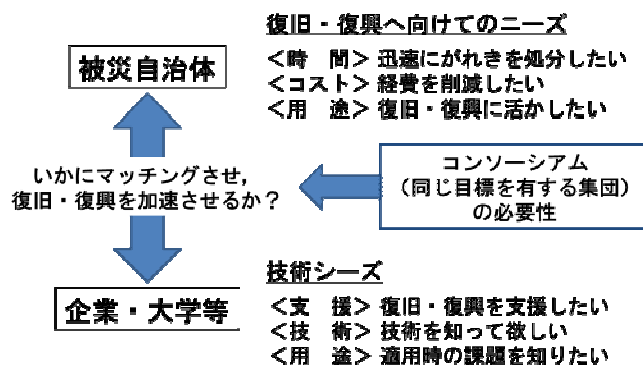 復旧・復興へ向けてのニーズ
被災自治体
<時　間> 迅速にがれきを処分したい
<コスト> 経費を削減したい
<用　途> 復旧・復興に活かしたい
いかにマッチングさせ，
復旧・復興を加速させるか？
コンソーシアム
（同じ目標を有する集団）
の必要性
技術シーズ
企業・大学等
<支　援> 復旧・復興を支援したい
<技　術> 技術を知って欲しい
<用　途> 適用時の課題を知りたい